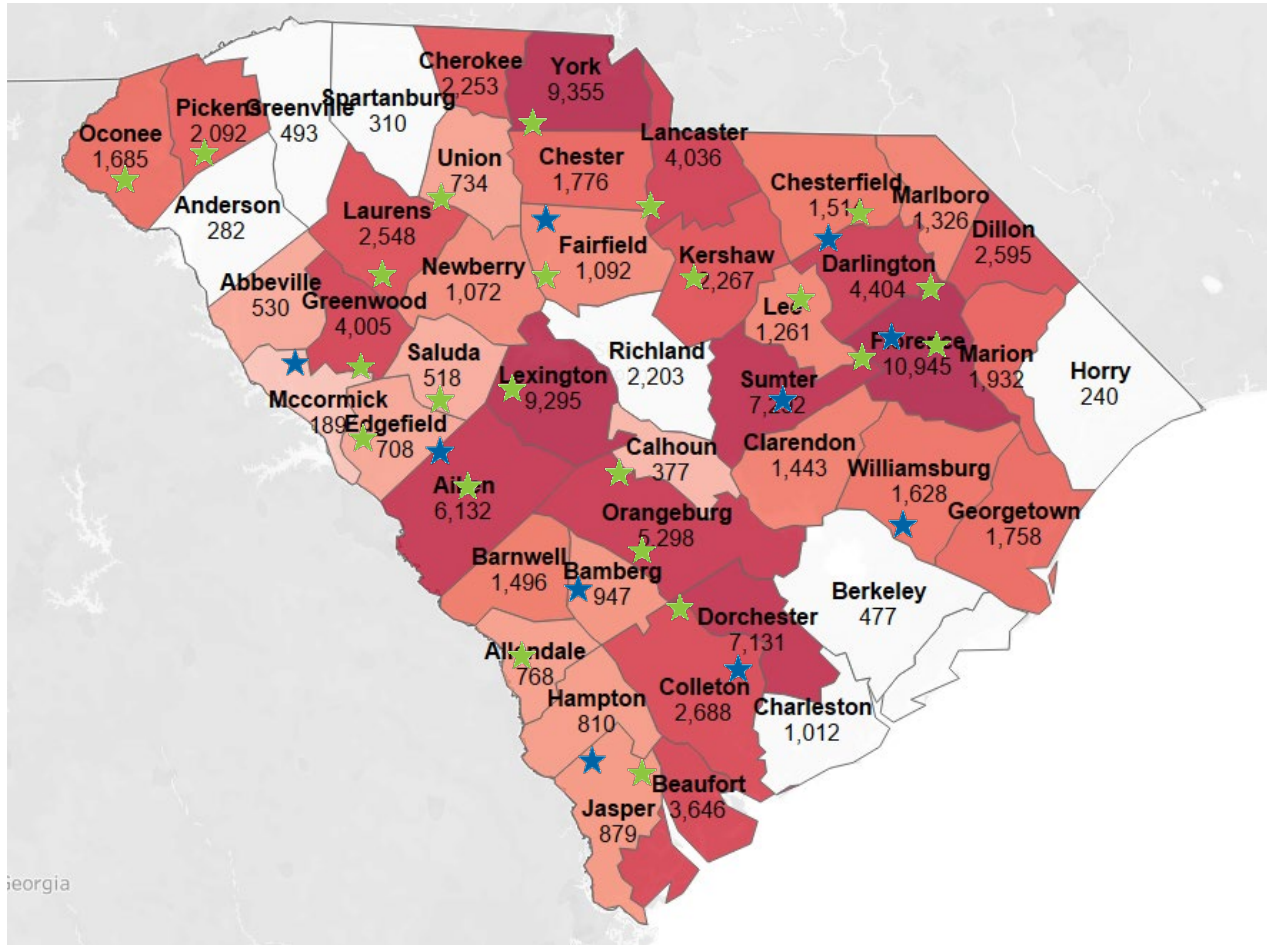 Cherokee
2,253
York
9,355
Pickens
2,092
Greenville
493
Spartanburg
310
Oconee
1,685
Lancaster
4,036
Union
734
Chester
1,776
Chesterfield
Marlboro
1,326
Anderson
282
Laurens
2,548
Dillon
2,595
Fairfield
1,092
Kershaw
2,267
Newberry
1,072
Darlington
4,404
Abbeville
530
Greenwood
4,005
Lee
1,261
Saluda
518
Richland
2,203
Florence
10,945
Marion
1,932
Lexington
9,295
Sumter
Horry
240
Mccormick
189
Edgefield
708
Calhoun
377
Clarendon
1,443
Williamsburg
1,628
Aiken
6,132
Orangeburg
5,298
Georgetown
1,758
Barnwell
1,496
Bamberg
947
Berkeley
477
Dorchester
7,131
Allendale
768
Colleton
2,688
Hampton
810
Charleston
1,012
Beaufort
3,646
Jasper
879
Georgia